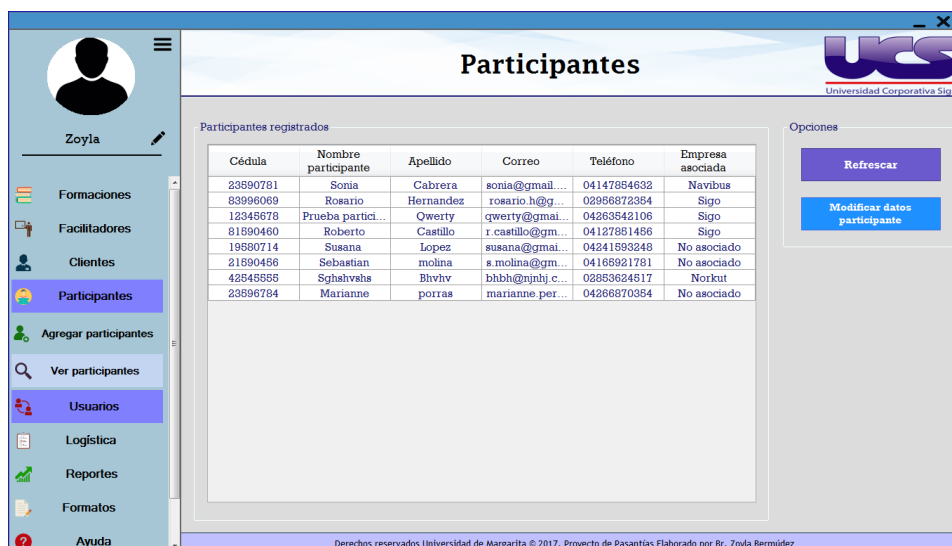 Participantes
UCS
Universidad Corporativa Sig
Zoyla
Formaciones
Facilitadores
Clientes
Participantes
Agregar participantes
Ver participantes
Usuarios
Logística
Reportes
Formatos
Ayuda
Participantes registrados
Cédula Nombre participante Apellido Correo Teléfono Empresa asociada
23590781 Sonia Cabrera sonia@gmail.... 04147854632 Navibus
83996069 Rosario Hernandez rosario.h@g... 02956872354 Sigo
12345678 Prueba partici... Qwerty qwerty@gmai... 04263542106 Sigo
81590460 Roberto Castillo r.castillo@gm... 04127851456 Sigo
19580714 Susana Lopez susana@gmai... 04241593248 No asociado
21590456 Sebastian molina s.molina@gm... 04165921781 No asociado
42545555 Sghshvshs Bhvhv bhbh@njnhj.c... 02853624517 Norkut
23596784 Marianne porras marianne.per... 04266870354 No asociado
Opciones
Refrescar
Modificar datos
participante
Derechos reservados Universidad de Margarita © 2017. Proyecto de Pasantías Elaborado por Br. Zoyla Bermúdez